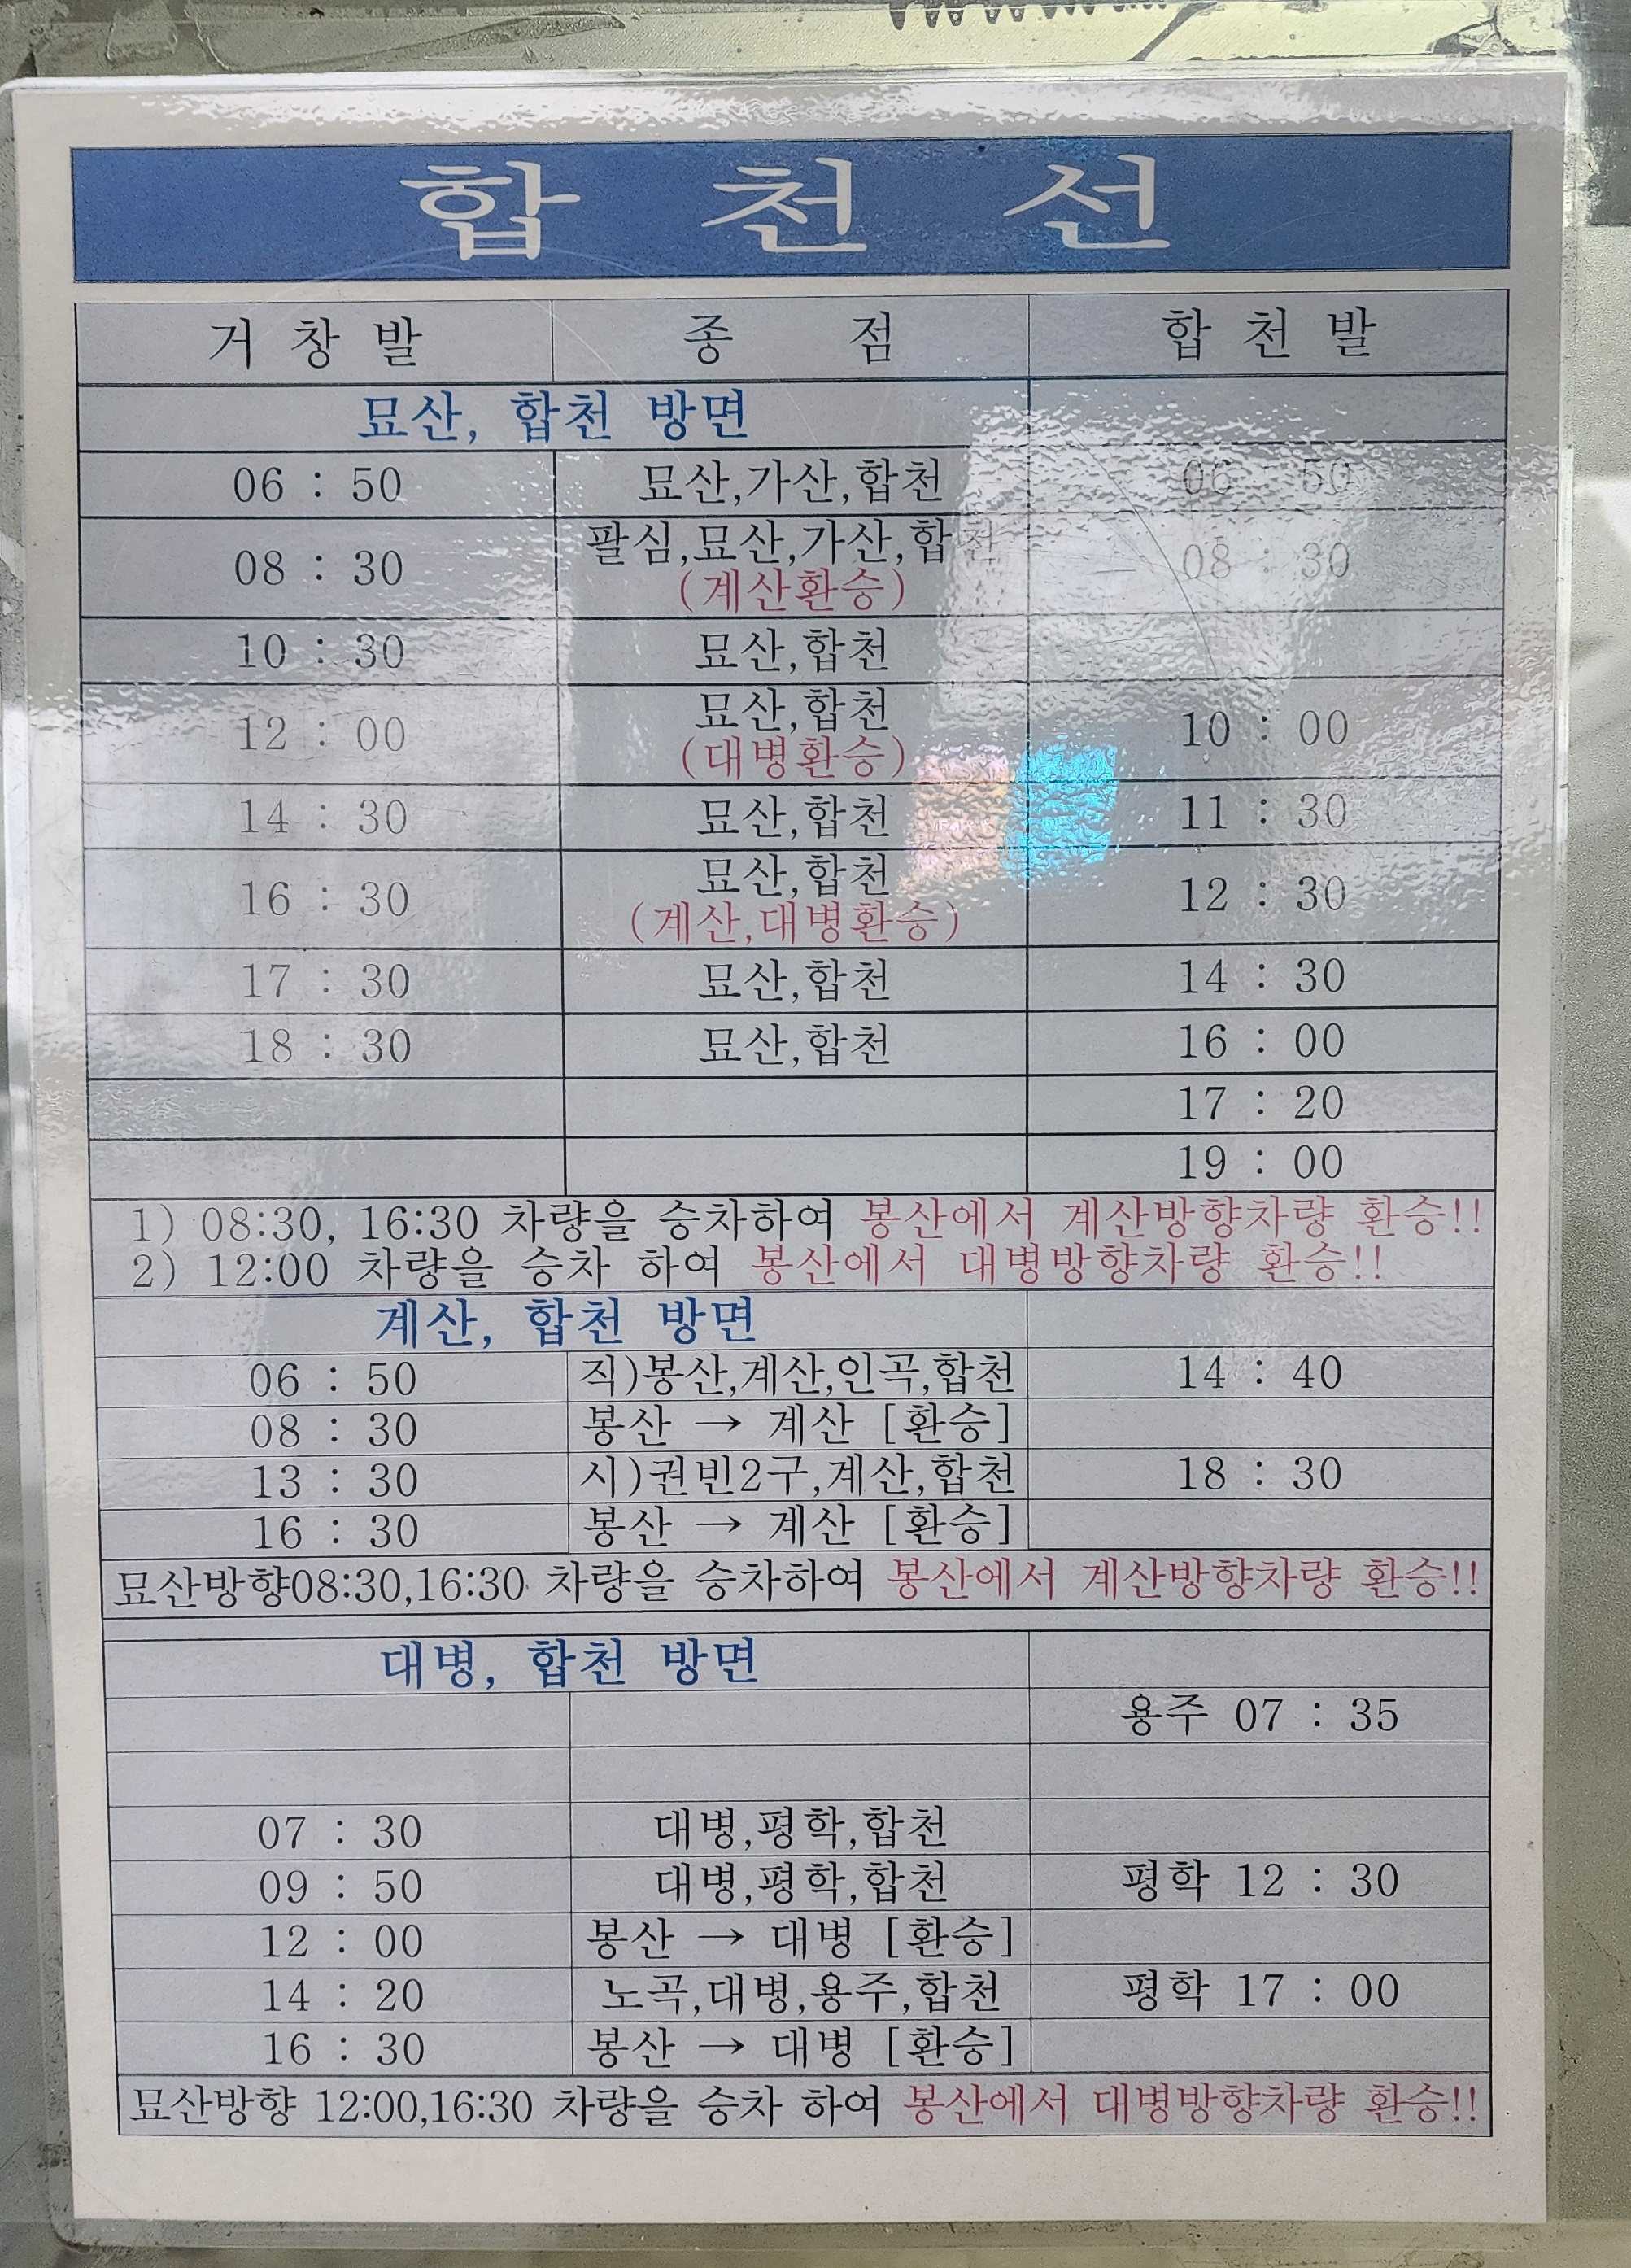 합 천 선
거 창 발 종 점 합 천 발
묘산, 합천 방면
06 : 50 묘산,가산,합천 06 : 50
08 : 30 팔심,묘산,가산,합천 08 : 30
(계산환승)
10 : 30 묘산,합천
12 : 00 묘산,합천 10 : 00
(대병환승)
14 : 30 묘산,합천 11 : 30
16 : 30 묘산,합천 12 : 30
(계산,대병환승)
17 : 30 묘산,합천 14 : 30
18 : 30 묘산,합천 16 : 00
17 : 20
19 : 00
1) 08:30, 16:30 차량을 승차하여 봉산에서 계산방향차량 환승!!
2) 12:00 차량을 승차 하여 봉산에서 대병방향차량 환승!!
계산, 합천 방면
06 : 50 직)봉산,계산,인곡,합천 14 : 40
08 : 30 봉산 → 계산 [환승]
13 : 30 시)권빈2구,계산,합천 18 : 30
16 : 30 봉산 → 계산 [환승]
묘산방향08:30,16:30 차량을 승차하여 봉산에서 계산방향차량 환승!!
대병, 합천 방면
용주 07 : 35
07 : 30 대병,평학,합천
09 : 50 대병,평학,합천 평학 12 : 30
12 : 00 봉산 → 대병 [환승]
14 : 20 노곡,대병,용주,합천 평학 17 : 00
16 : 30 봉산 → 대병 [환승]
묘산방향 12:00,16:30 차량을 승차 하여 봉산에서 대병방향차량 환승!!